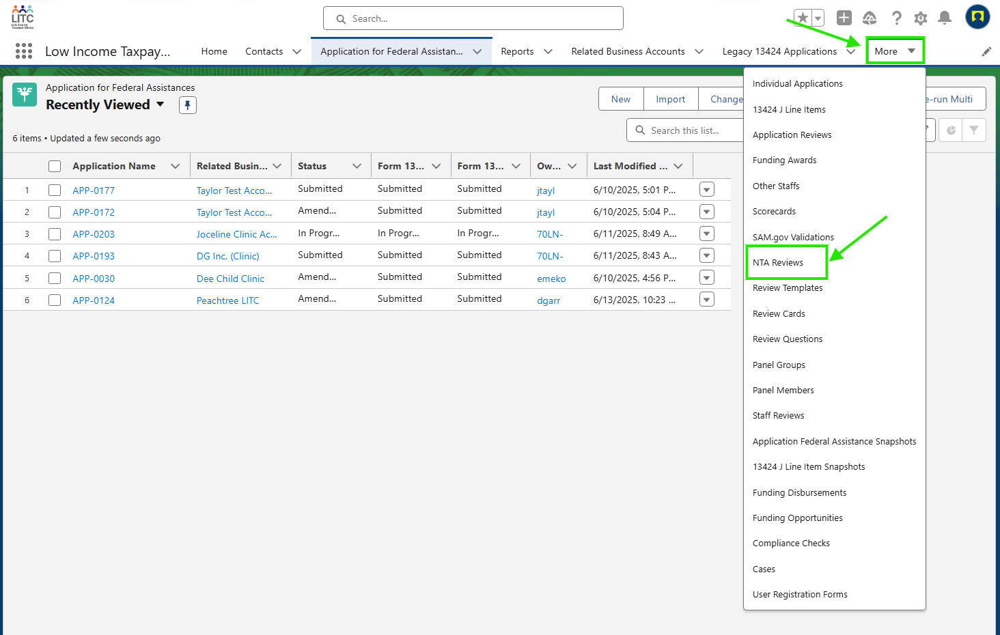 LITC
Low Income
Taxpayer Clinics
Search...
Low Income Taxpay...
Home
Contacts
Application for Federal Assistan...
Reports
Related Business Accounts
Legacy 13424 Applications
More
Application for Federal Assistances
Recently Viewed
New
Import
Change
e-run Multi
6 items • Updated a few seconds ago
Search this list...
Application Name
Related Busin...
Status
Form 13...
Form 13...
Ow...
Last Modified ...
1 APP-0177 Taylor Test Acco... Submitted Submitted Submitted jtayl 6/10/2025, 5:01 P...
2 APP-0172 Taylor Test Acco... Amend... Submitted Submitted jtayl 6/10/2025, 5:04 P...
3 APP-0203 Joceline Clinic Ac... In Progr... In Progr... In Progr... 70LN- 6/11/2025, 8:49 A...
4 APP-0193 DG Inc. (Clinic) Submitted Submitted Submitted 70LN- 6/11/2025, 8:43 A...
5 APP-0030 Dee Child Clinic Amend... Submitted Submitted emeko 6/10/2025, 4:56 P...
6 APP-0124 Peachtree LITC Amend... Submitted Submitted dgarr 6/13/2025, 10:23 ...
Individual Applications
13424 J Line Items
Application Reviews
Funding Awards
Other Staffs
Scorecards
SAM.gov Validations
NTA Reviews
Review Templates
Review Cards
Review Questions
Panel Groups
Panel Members
Staff Reviews
Application Federal Assistance Snapshots
13424 J Line Item Snapshots
Funding Disbursements
Funding Opportunities
Compliance Checks
Cases
User Registration Forms